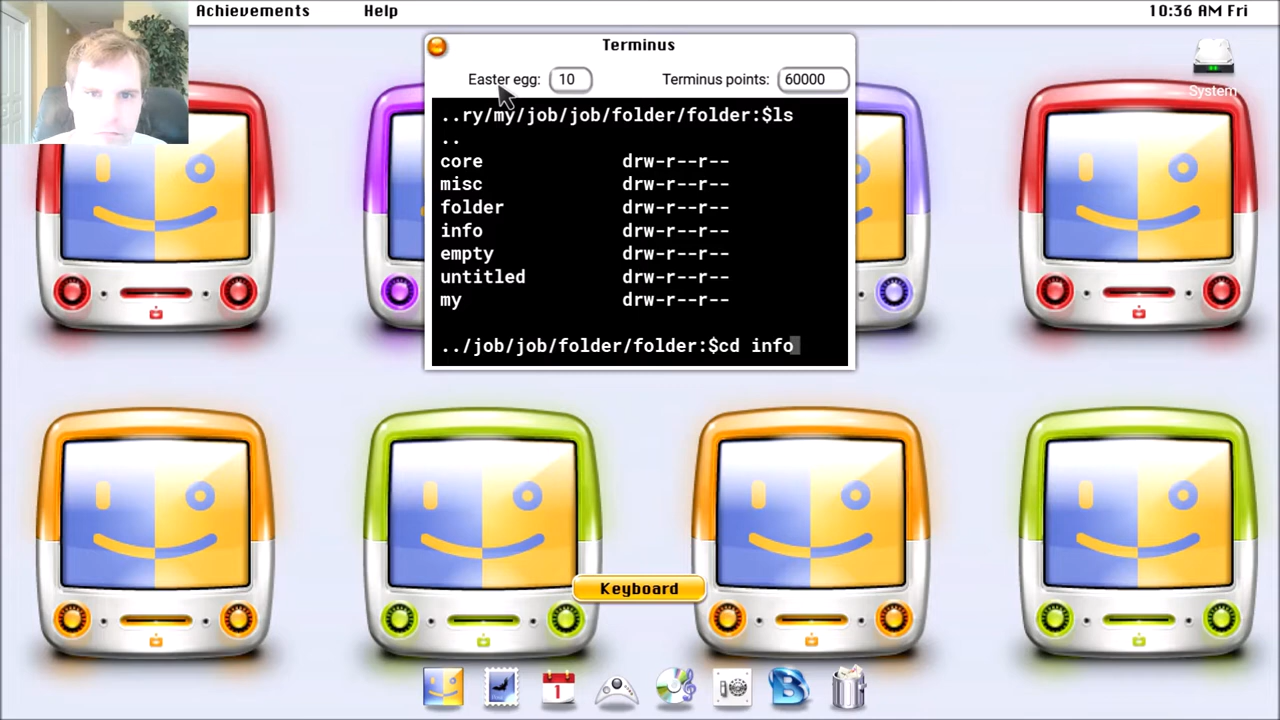 Achievements Help 10:36 AM Fri
Terminus
Easter egg: 10 Terminus points: 60000
System
..ry/my/job/job/folder/folder:$ls
..
core drw-r--r--
misc drw-r--r--
folder drw-r--r--
info drw-r--r--
empty drw-r--r--
untitled drw-r--r--
my drw-r--r--
../job/job/folder/folder:$cd info
Keyboard
1